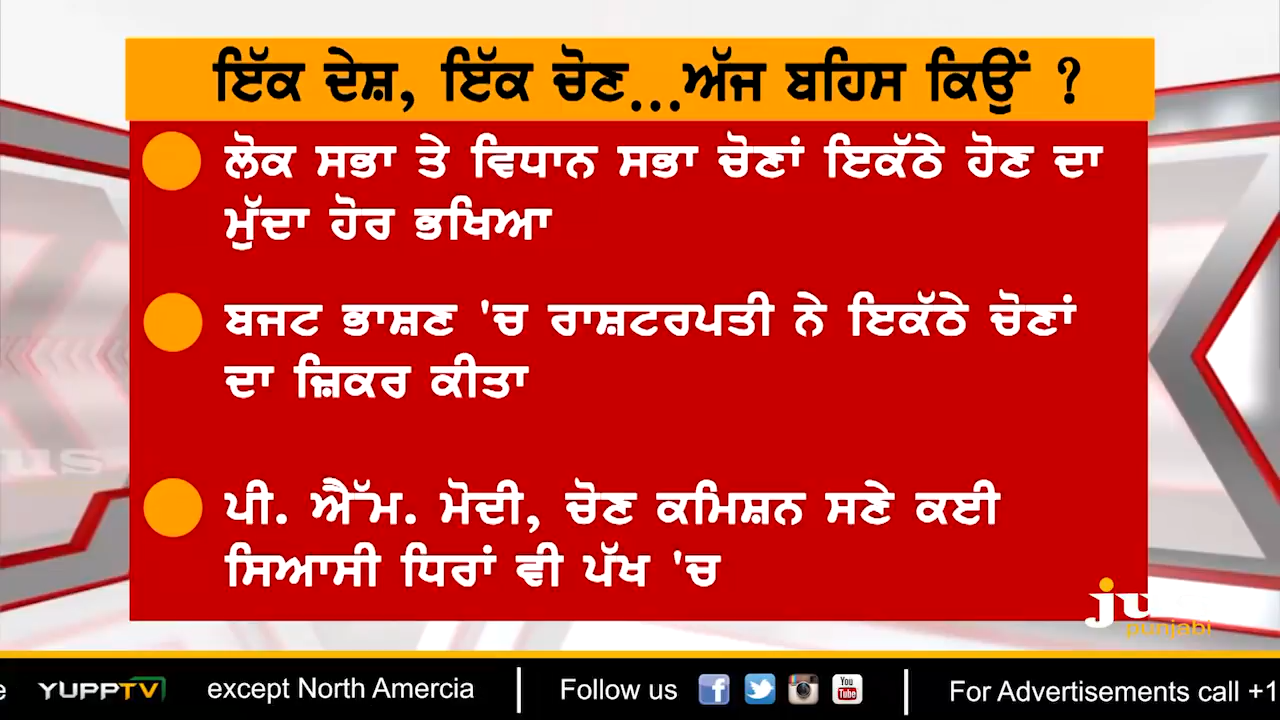 ਇੱਕ ਦੇਸ਼, ਇੱਕ ਚੋਣ...ਅੱਜ ਬਹਿਸ ਕਿਉਂ ?
ਲੋਕ ਸਭਾ ਤੇ ਵਿਧਾਨ ਸਭਾ ਚੋਣਾਂ ਇਕੱਠੇ ਹੋਣ ਦਾ
ਮੁੱਦਾ ਹੋਰ ਭਖਿਆ
ਬਜਟ ਭਾਸ਼ਣ 'ਚ ਰਾਸ਼ਟਰਪਤੀ ਨੇ ਇਕੱਠੇ ਚੋਣਾਂ
ਦਾ ਜ਼ਿਕਰ ਕੀਤਾ
ਪੀ. ਐੱਮ. ਮੋਦੀ, ਚੋਣ ਕਮਿਸ਼ਨ ਸਣੇ ਕਈ
ਸਿਆਸੀ ਧਿਰਾਂ ਵੀ ਪੱਖ 'ਚ
punjabi
YUPPTV except North Amercia | Follow us You Tube | For Advertisements call +1